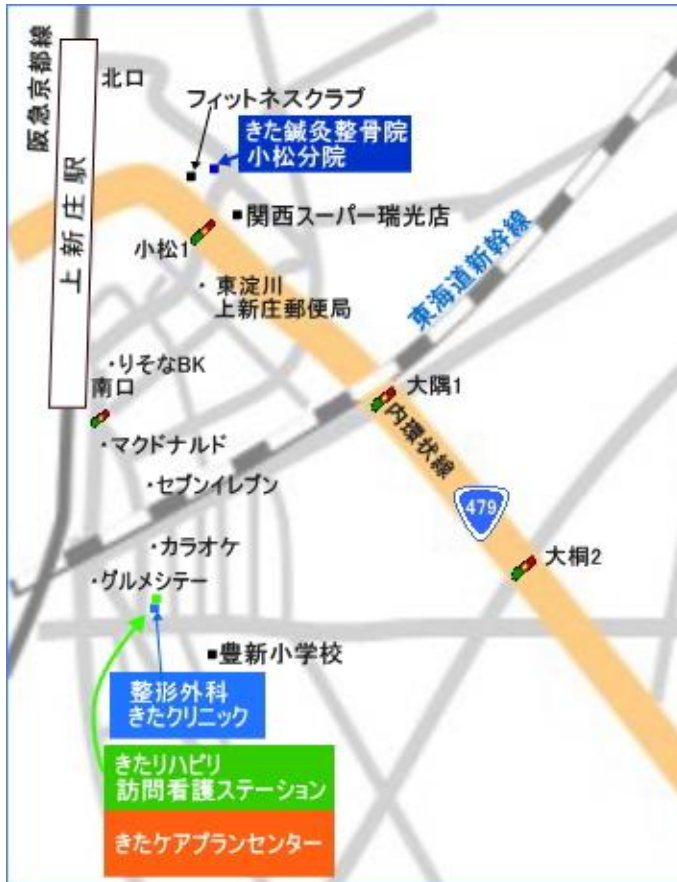 阪急京都線
上新庄駅
北口
フィットネスクラブ
きた鍼灸整骨院
小松分院
関西スーパー瑞光店
小松1
東淀川
上新庄郵便局
東海道新幹線
りそなBK
南口
大隅1
内環状線
マクドナルド
セブンイレブン
479
カラオケ
大桐2
グルメシテー
豊新小学校
整形外科
きたクリニック
きたリハビリ
訪問看護ステーション
きたケアプランセンター